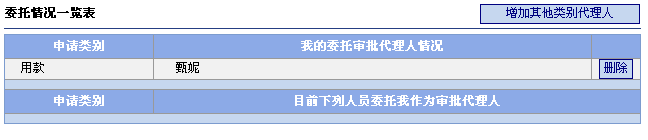 委托情况一览表 增加其他类别代理人
申请类别 我的委托审批代理人情况
用款 甄妮 删除
申请类别 目前下列人员委托我作为审批代理人